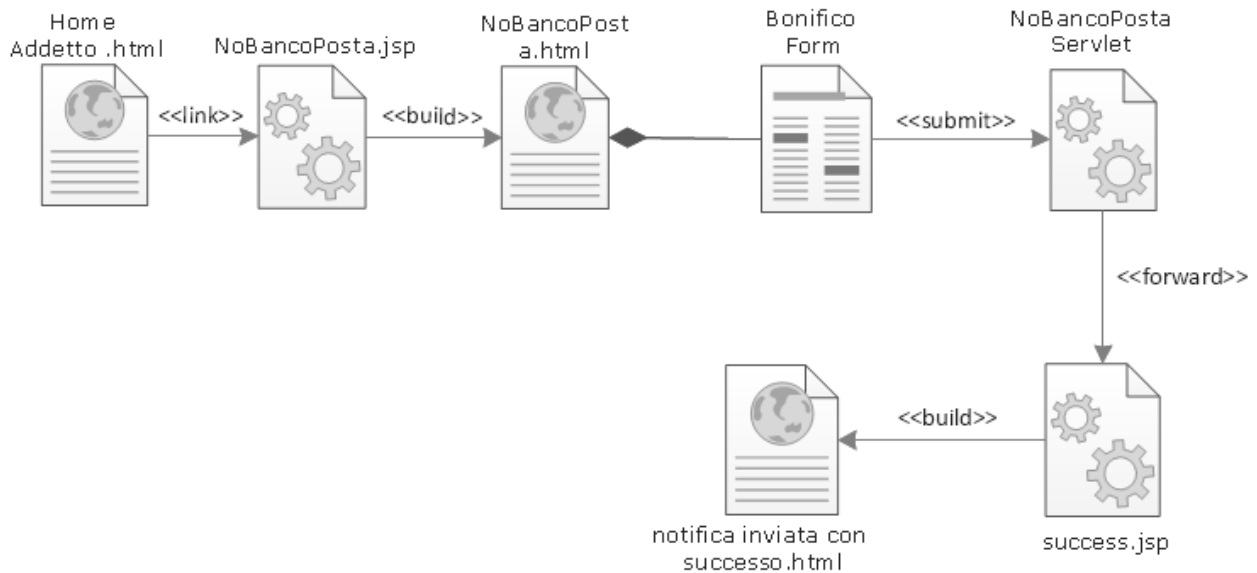 Home
Addetto .html
NoBancoPosta.jsp
NoBancoPost
a.html
Bonifico
Form
NoBancoPosta
Servlet
<<link>>
<<build>>
<<submit>>
<<forward>>
<<build>>
notifica inviata con
successo.html
success.jsp